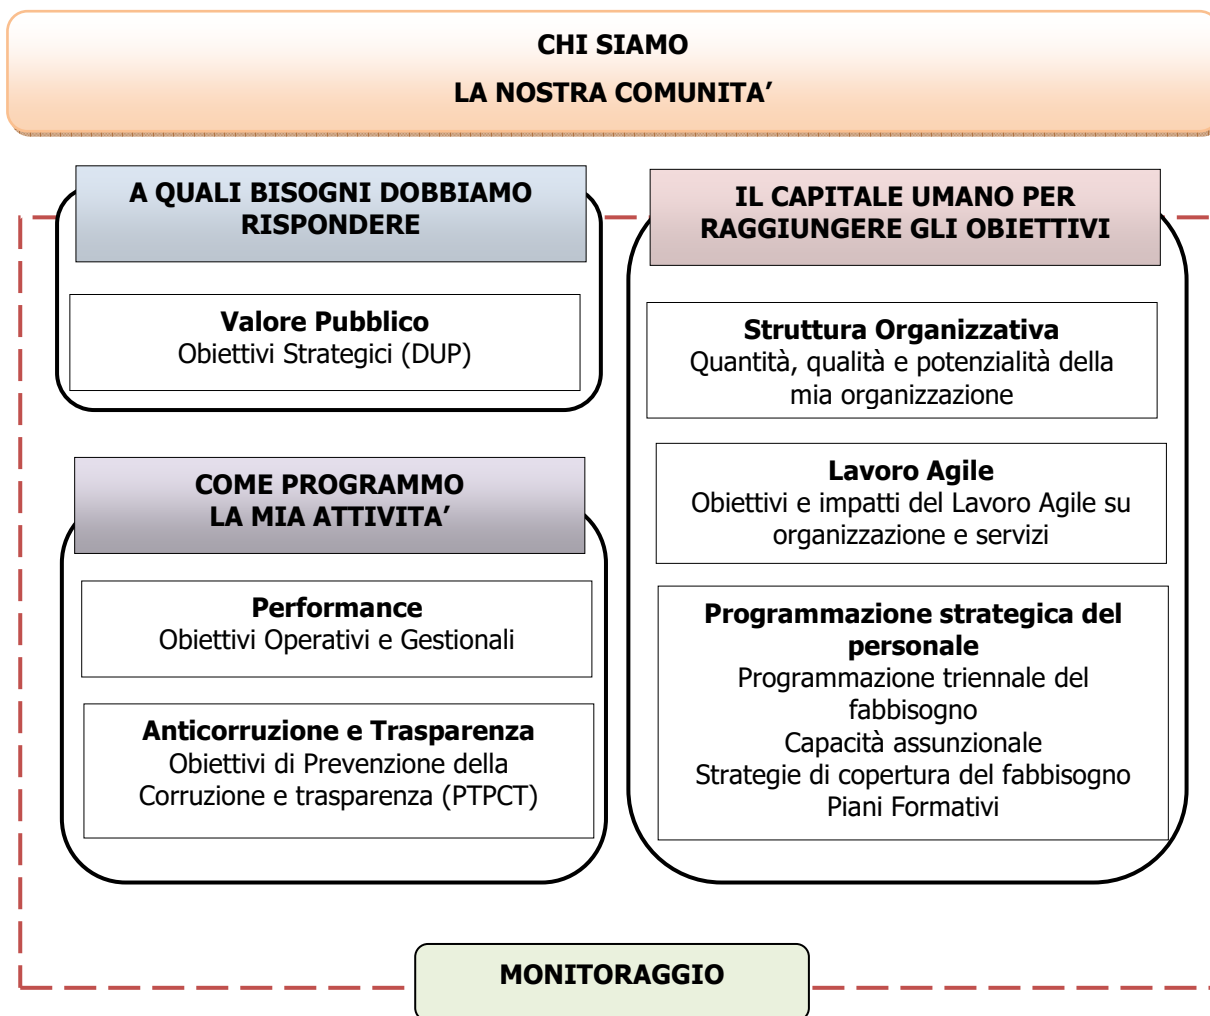 CHI SIAMO
LA NOSTRA COMUNITA’
A QUALI BISOGNI DOBBIAMO
RISPONDERE
Valore Pubblico
Obiettivi Strategici (DUP)
COME PROGRAMMO
LA MIA ATTIVITA’
Performance
Obiettivi Operativi e Gestionali
Anticorruzione e Trasparenza
Obiettivi di Prevenzione della
Corruzione e trasparenza (PTPCT)
IL CAPITALE UMANO PER
RAGGIUNGERE GLI OBIETTIVI
Struttura Organizzativa
Quantità, qualità e potenzialità della
mia organizzazione
Lavoro Agile
Obiettivi e impatti del Lavoro Agile su
organizzazione e servizi
Programmazione strategica del
personale
Programmazione triennale del
fabbisogno
Capacità assunzionale
Strategie di copertura del fabbisogno
Piani Formativi
MONITORAGGIO